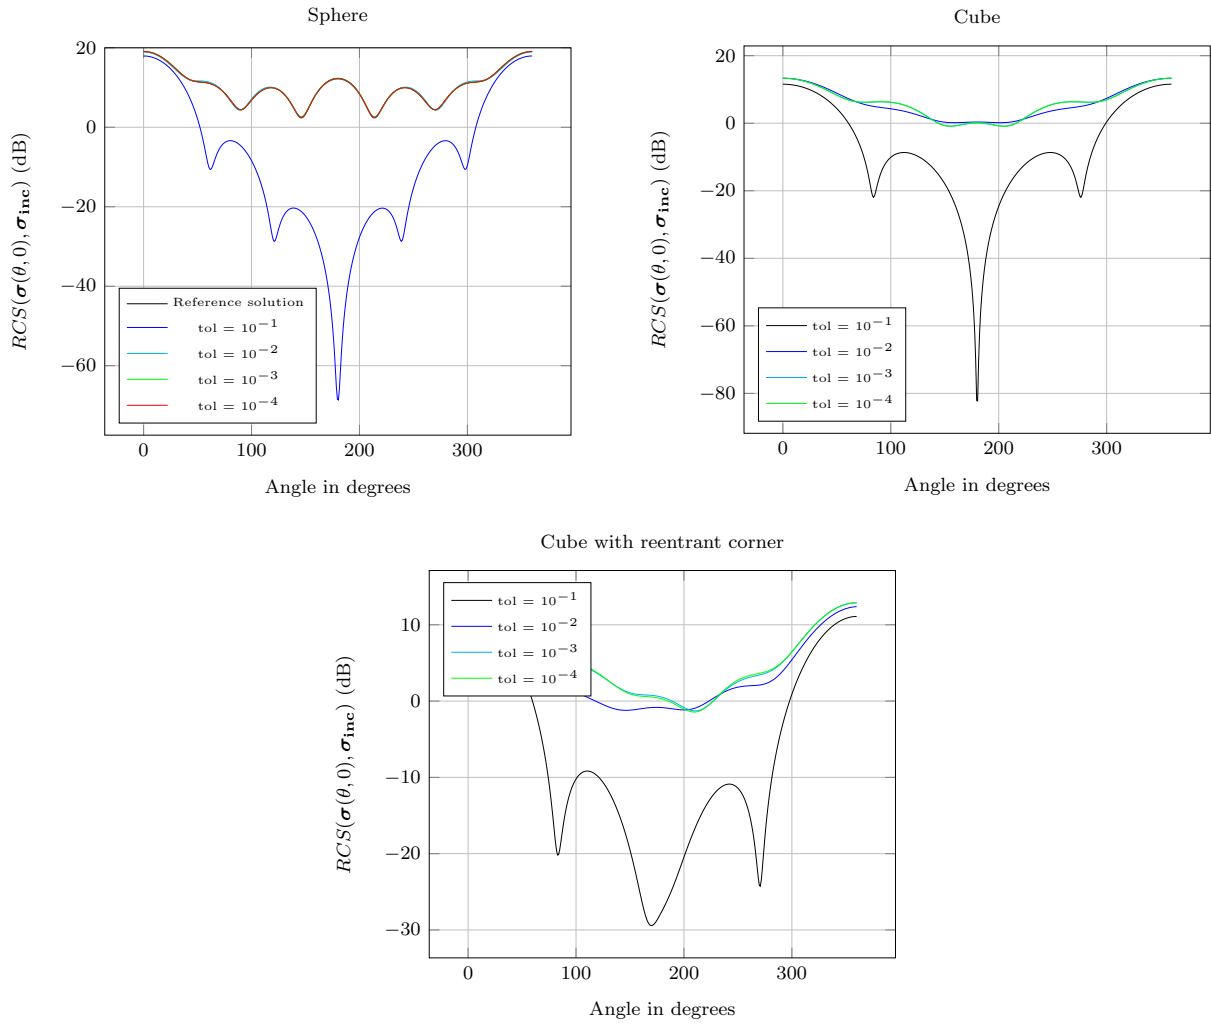 Sphere
20
0
−20
−40
−60
0
100
200
300
RCS(σ(θ, 0), σ_inc) (dB)
Angle in degrees
Reference solution
tol = 10^−1
tol = 10^−2
tol = 10^−3
tol = 10^−4
Cube
20
0
−20
−40
−60
−80
0
100
200
300
RCS(σ(θ, 0), σ_inc) (dB)
Angle in degrees
tol = 10^−1
tol = 10^−2
tol = 10^−3
tol = 10^−4
Cube with reentrant corner
10
0
−10
−20
−30
0
100
200
300
RCS(σ(θ, 0), σ_inc) (dB)
Angle in degrees
tol = 10^−1
tol = 10^−2
tol = 10^−3
tol = 10^−4